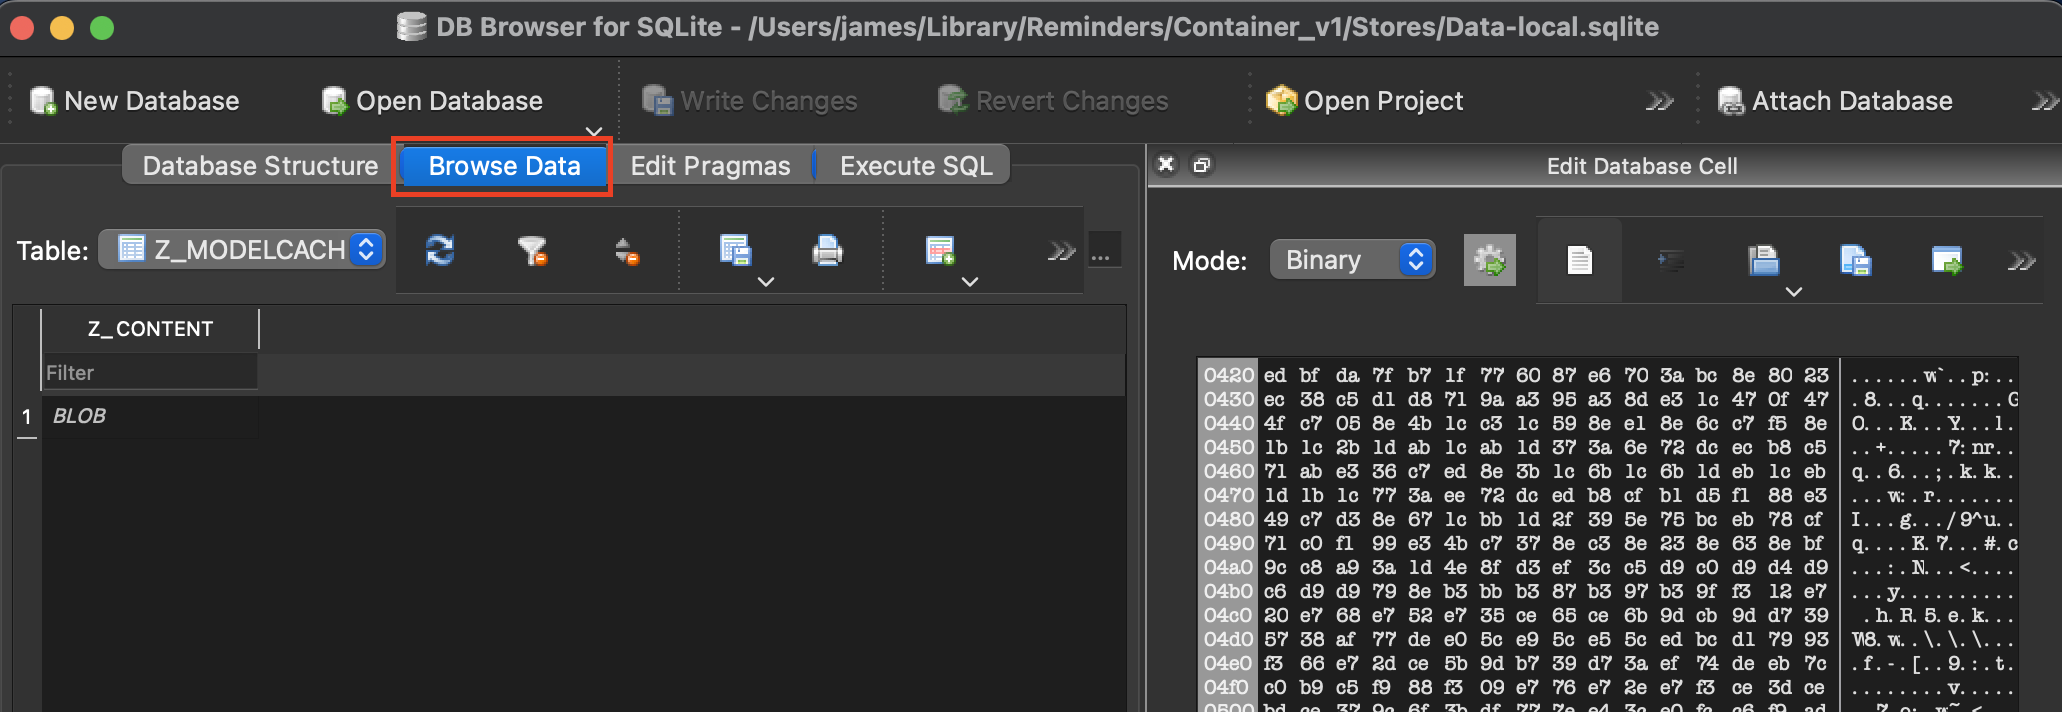 DB Browser for SQLite - /Users/james/Library/Reminders/Container_v1/Stores/Data-local.sqlite
New Database Open Database Write Changes Revert Changes Open Project Attach Database
Database Structure Browse Data Edit Pragmas Execute SQL
Edit Database Cell
Table: Z_MODELCACH ...
Mode: Binary
Z_CONTENT
Filter
1 BLOB
0420 ed bf da 7f b7 1f 77 60 87 e6 70 3a bc 8e 80 23 ......w`..p:..
0430 ec 38 c5 d1 d8 71 9a a3 95 a3 8d e3 1c 47 0f 47 .8...q.......G
0440 4f c7 05 8e 4b 1c c3 1c 59 8e e1 8e 6c c7 f5 8e O...K...Y...l.
0450 1b 1c 2b 1d ab 1c ab 1d 37 3a 6e 72 dc ec b8 c5 ..+.....7:nr..
0460 71 ab e3 36 c7 ed 8e 3b 1c 6b 1c 6b 1d eb 1c eb q..6...;.k.k..
0470 1d 1b 1c 77 3a ee 72 dc ed b8 cf b1 d5 f1 88 e3 ...w:.r.......
0480 49 c7 d3 8e 67 1c bb 1d 2f 39 5e 75 bc eb 78 cf I...g.../9^u..
0490 71 c0 f1 99 e3 4b c7 37 8e c3 8e 23 8e 63 8e bf q....K.7...#.c
04a0 9c c8 a9 3a 1d 4e 8f d3 ef 3c c5 d9 c0 d9 d4 d9 ...:.N...<....
04b0 c6 d9 d9 79 8e b3 bb b3 87 b3 97 b3 9f f3 12 e7 ...y..........
04c0 20 e7 68 e7 52 e7 35 ce 65 ce 6b 9d cb 9d d7 39 .h.R.5.e.k...
04d0 57 38 af 77 de e0 5c e9 5c e5 5c ed bc d1 79 93 W8.w..\.\.\...
04e0 f3 66 e7 2d ce 5b 9d b7 39 d7 3a ef 74 de eb 7c .f.-.[..9.:.t.
04f0 c0 b9 c5 f9 88 f3 09 e7 76 e7 2e e7 f3 ce 3d ce ........v.....